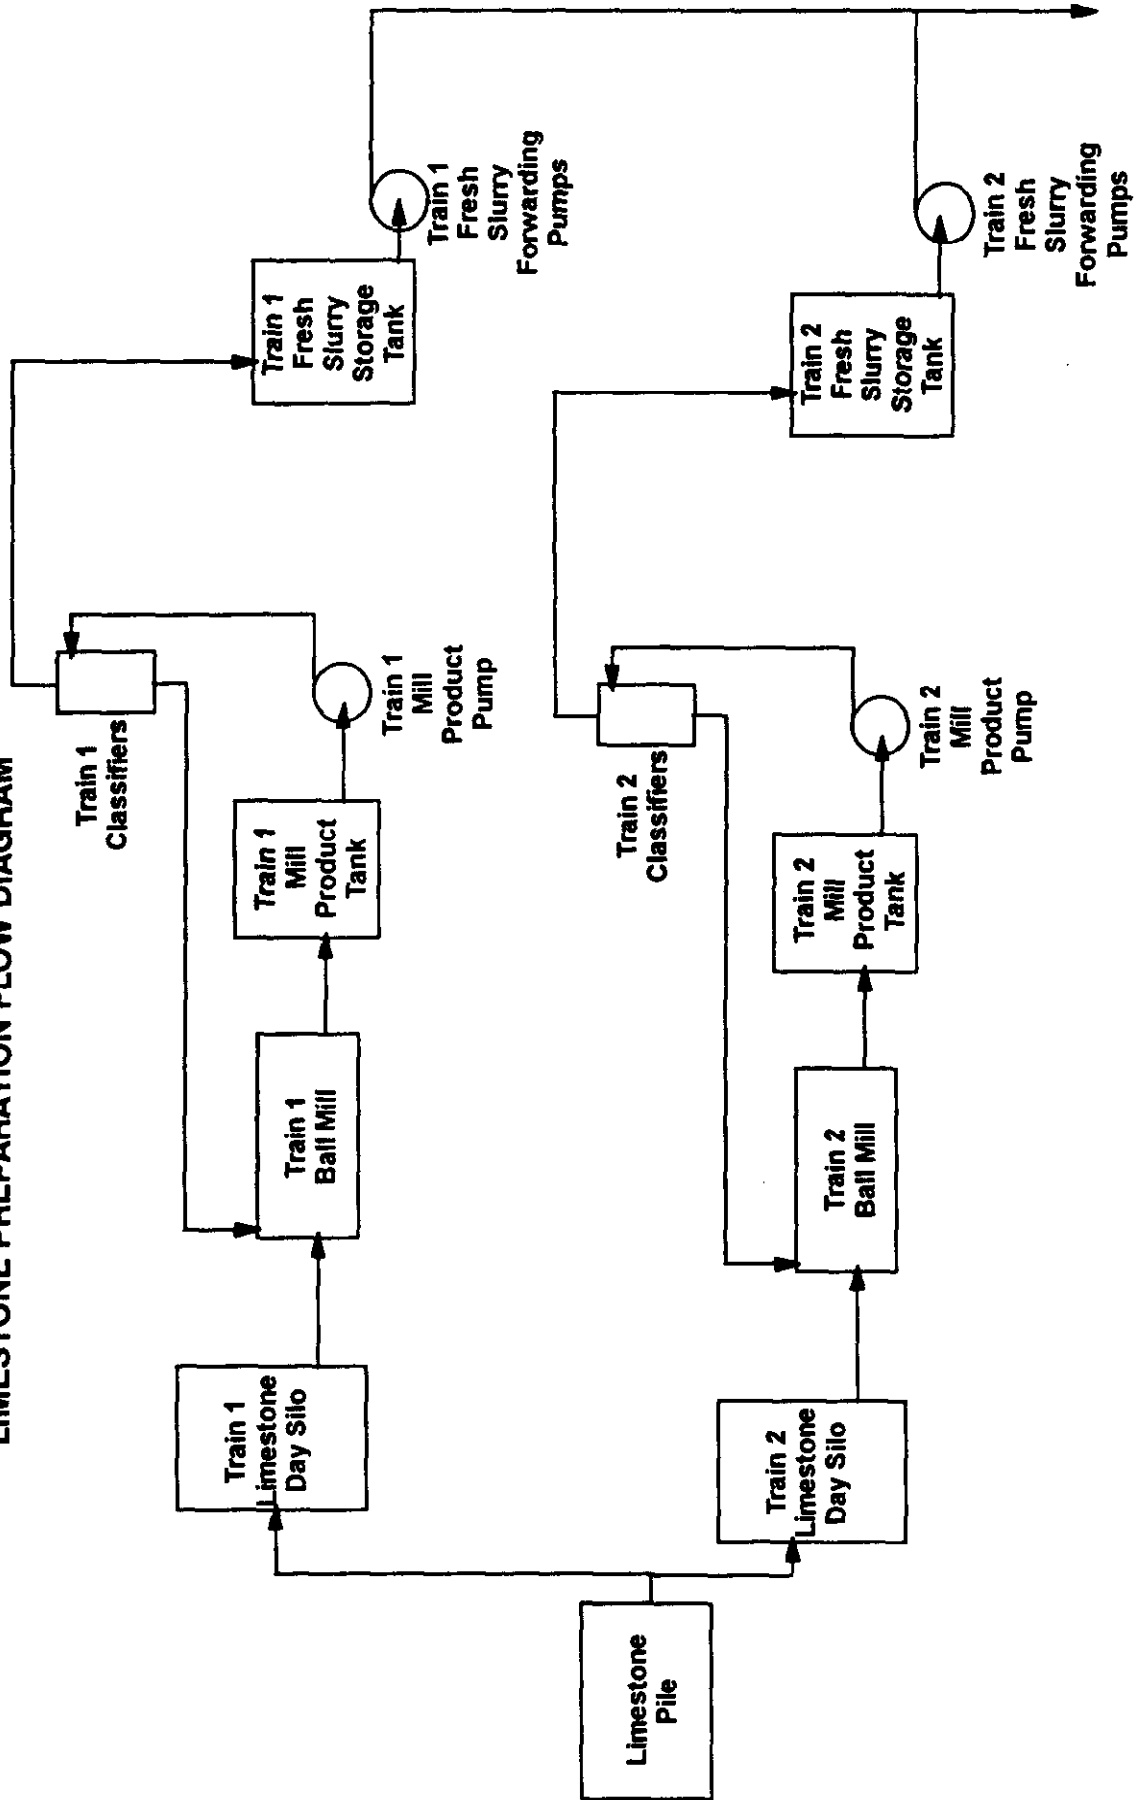 LIMESTONE PREPARATION FLOW DIAGRAM
Limestone
Pile
Train 1
Limestone
Day Silo
Train 1
Ball Mill
Train 1
Mill
Product
Tank
Train 1
Mill
Product
Pump
Train 1
Classifiers
Train 1
Fresh
Slurry
Storage
Tank
Train 1
Fresh
Slurry
Forwarding
Pumps
Train 2
Limestone
Day Silo
Train 2
Ball Mill
Train 2
Mill
Product
Tank
Train 2
Mill
Product
Pump
Train 2
Classifiers
Train 2
Fresh
Slurry
Storage
Tank
Train 2
Fresh
Slurry
Forwarding
Pumps